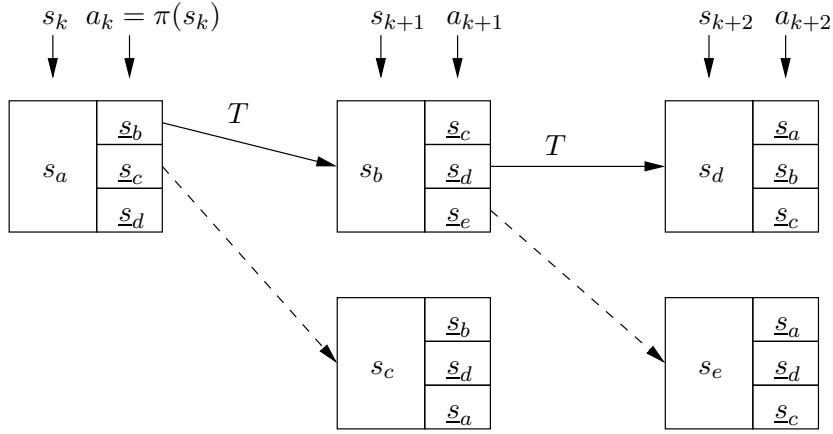 s_k a_k = π(s_k) s_{k+1} a_{k+1} s_{k+2} a_{k+2}
s_a s_b s_c s_d
T
s_b s_c s_d s_e
T
s_d s_a s_b s_c
s_c s_b s_d s_a
s_e s_a s_d s_c